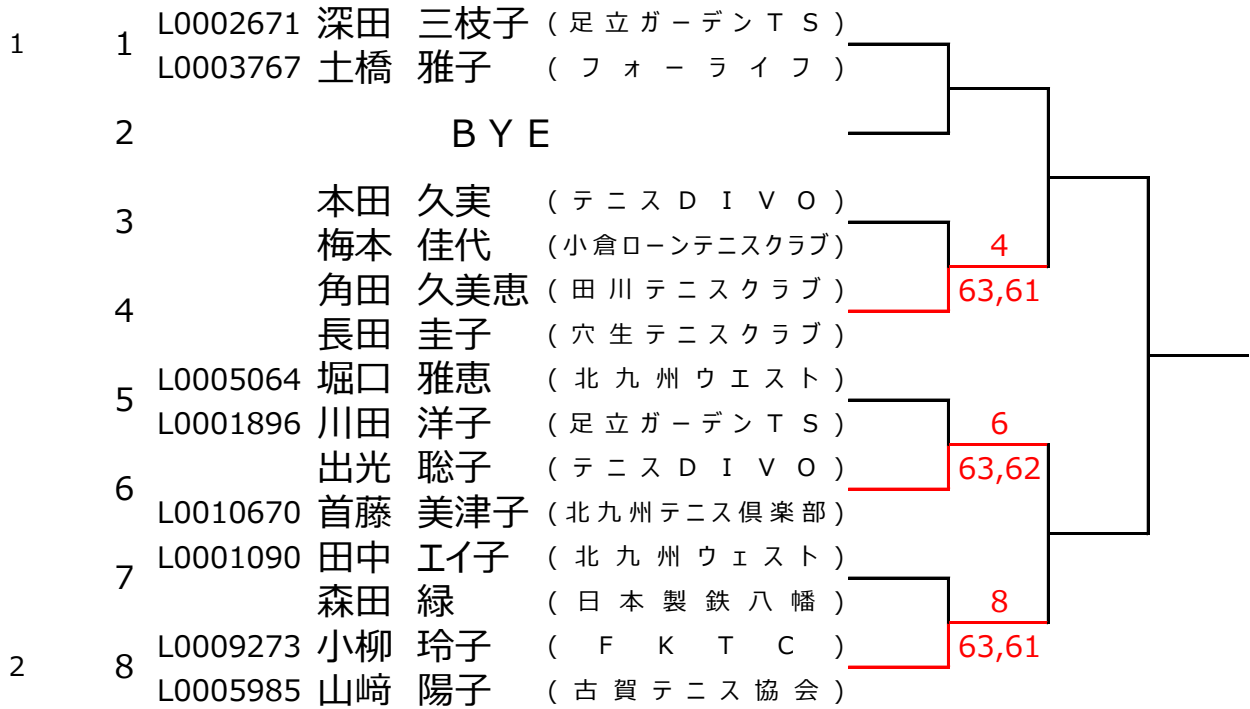 L0002671 深田 三枝子 (足立ガーデンTS)
1 1
L0003767 土橋 雅子 (フォーライフ)
2 BYE
本田 久実 (テニスDIVO)
3
梅本 佳代 (小倉ローンテニスクラブ) 4
角田 久美恵 (田川テニスクラブ) 63,61
4
長田 圭子 (穴生テニスクラブ)
L0005064 堀口 雅恵 (北九州ウエスト)
5
L0001896 川田 洋子 (足立ガーデンTS) 6
出光 聡子 (テニスDIVO) 63,62
6
L0010670 首藤 美津子 (北九州テニス倶楽部)
L0001090 田中 エイ子 (北九州ウェスト)
7
森田 緑 (日本製鉄八幡) 8
L0009273 小柳 玲子 (FKTC) 63,61
2 8
L0005985 山﨑 陽子 (古賀テニス協会)